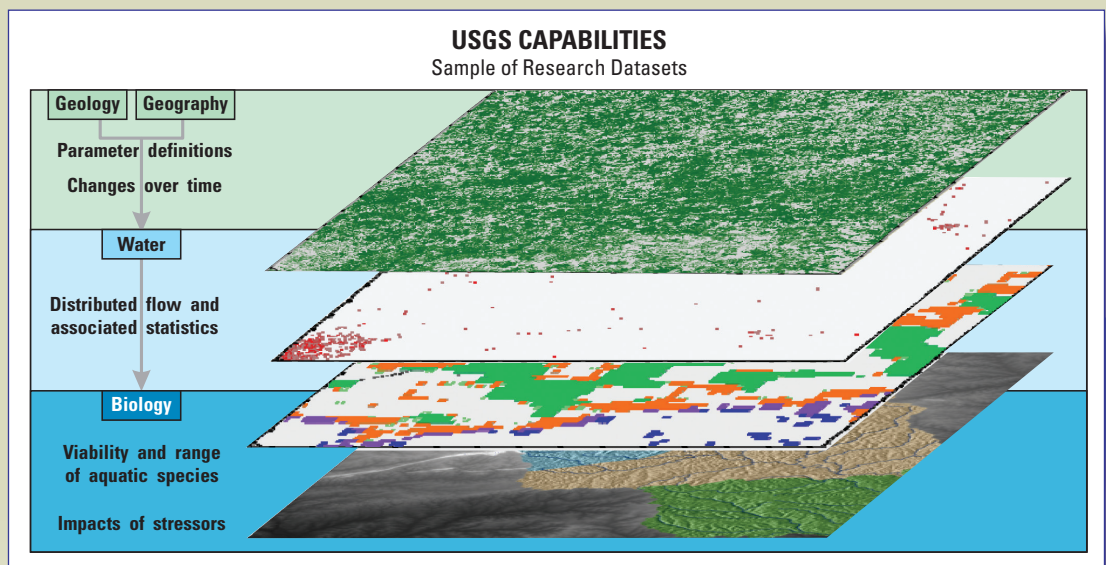 USGS CAPABILITIES
Sample of Research Datasets
Geology
Geography
Parameter definitions
Changes over time
Water
Distributed flow and
associated statistics
Biology
Viability and range
of aquatic species
Impacts of stressors